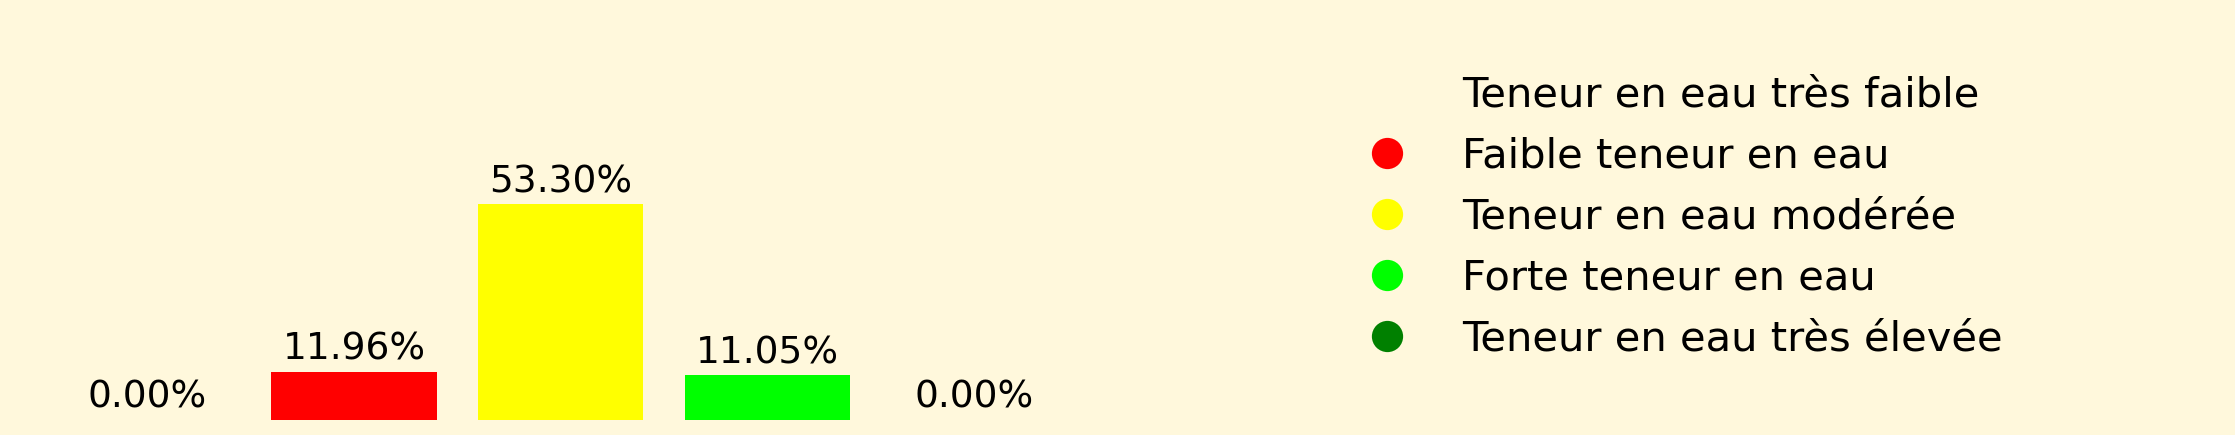 53.30%
11.96%
11.05%
0.00%
0.00%
Teneur en eau très faible
Faible teneur en eau
Teneur en eau modérée
Forte teneur en eau
Teneur en eau très élevée